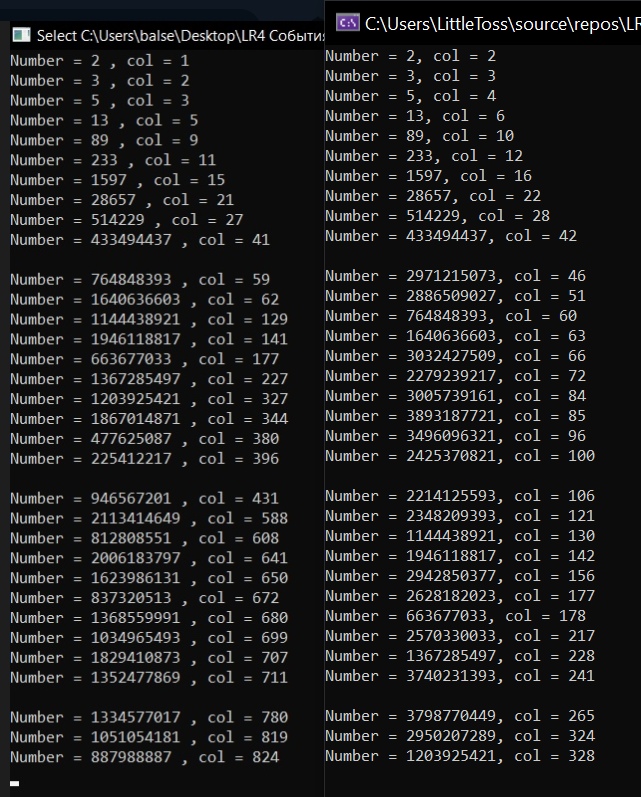 Select C:\Users\balse\Desktop\LR4 События
Number = 2 , col = 1
Number = 3 , col = 2
Number = 5 , col = 3
Number = 13 , col = 5
Number = 89 , col = 9
Number = 233 , col = 11
Number = 1597 , col = 15
Number = 28657 , col = 21
Number = 514229 , col = 27
Number = 433494437 , col = 41
Number = 764848393 , col = 59
Number = 1640636603 , col = 62
Number = 1144438921 , col = 129
Number = 1946118817 , col = 141
Number = 663677033 , col = 177
Number = 1367285497 , col = 227
Number = 1203925421 , col = 327
Number = 1867014871 , col = 344
Number = 477625087 , col = 380
Number = 225412217 , col = 396
Number = 946567201 , col = 431
Number = 2113414649 , col = 588
Number = 812808551 , col = 608
Number = 2006183797 , col = 641
Number = 1623986131 , col = 650
Number = 837320513 , col = 672
Number = 1368559991 , col = 680
Number = 1034965493 , col = 699
Number = 1829410873 , col = 707
Number = 1352477869 , col = 711
Number = 1334577017 , col = 780
Number = 1051054181 , col = 819
Number = 887988887 , col = 824
C:\Users\LittleToss\source\repos\LR
Number = 2, col = 2
Number = 3, col = 3
Number = 5, col = 4
Number = 13, col = 6
Number = 89, col = 10
Number = 233, col = 12
Number = 1597, col = 16
Number = 28657, col = 22
Number = 514229, col = 28
Number = 433494437, col = 42
Number = 2971215073, col = 46
Number = 2886509027, col = 51
Number = 764848393, col = 60
Number = 1640636603, col = 63
Number = 3032427509, col = 66
Number = 2279239217, col = 72
Number = 3005739161, col = 84
Number = 3893187721, col = 85
Number = 3496096321, col = 96
Number = 2425370821, col = 100
Number = 2214125593, col = 106
Number = 2348209393, col = 121
Number = 1144438921, col = 130
Number = 1946118817, col = 142
Number = 2942850377, col = 156
Number = 2628182023, col = 177
Number = 663677033, col = 178
Number = 2570330033, col = 217
Number = 1367285497, col = 228
Number = 3740231393, col = 241
Number = 3798770449, col = 265
Number = 2950207289, col = 324
Number = 1203925421, col = 328